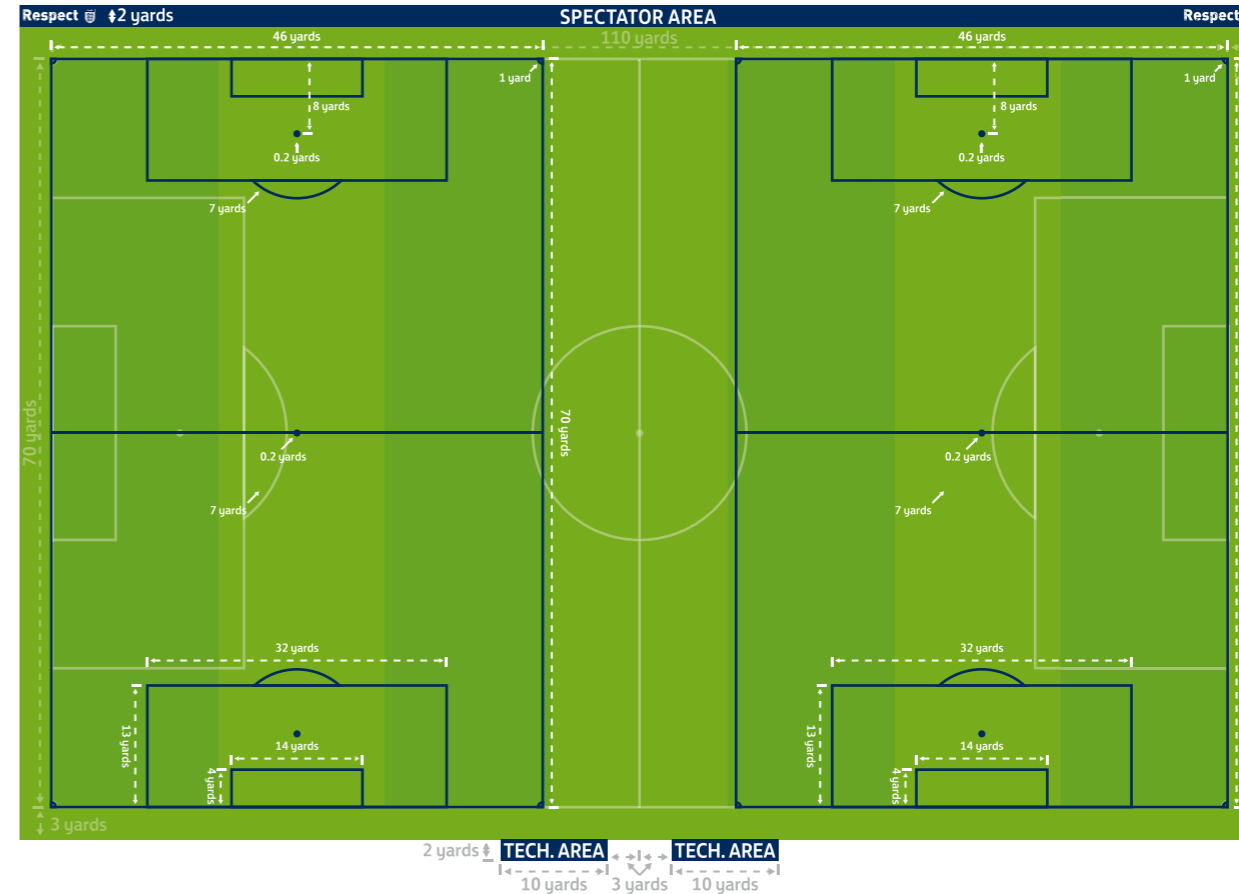 Respect 2 yards SPECTATOR AREA Respect
46 yards 110 yards 46 yards
1 yard 1 yard
8 yards 8 yards
0.2 yards 0.2 yards
7 yards 7 yards
70 yards
70 yards
0.2 yards 0.2 yards
7 yards 7 yards
32 yards 32 yards
13 yards 14 yards 13 yards 14 yards
4 yards 4 yards
3 yards
2 yards TECH. AREA TECH. AREA
10 yards 3 yards 10 yards